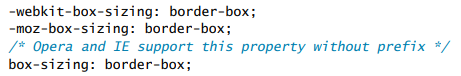 -webkit-box-sizing: border-box;
-moz-box-sizing: border-box;
/* Opera and IE support this property without prefix */
box-sizing: border-box;